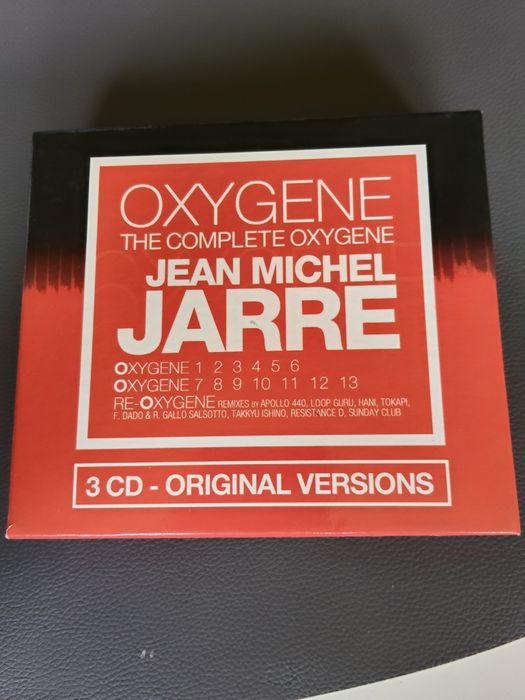 OXYGENE
THE COMPLETE OXYGENE
JEAN MICHEL
JARRE
OXYGENE 1 2 3 4 5 6
OXYGENE 7 8 9 10 11 12 13
RE-OXYGENE REMIXES BY APOLLO 440, LOOP GURU, HANI, TOKAPI,
F. DADO & R. GALLO SALSOTTO, TAKKYU ISHINO, RESISTANCE D, SUNDAY CLUB
3 CD - ORIGINAL VERSIONS